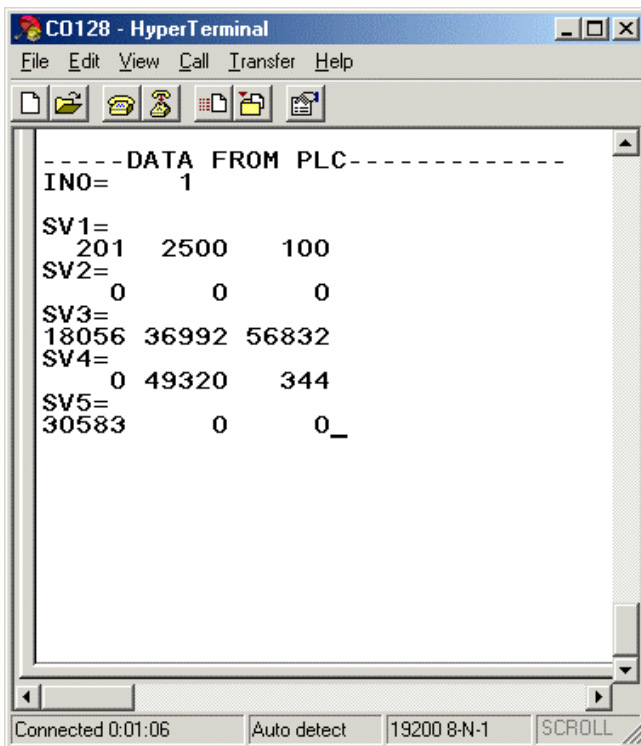 CO128 - HyperTerminal
File Edit View Call Transfer Help
-----DATA FROM PLC-------------
INO= 1
SV1=
201 2500 100
SV2=
0 0 0
SV3=
18056 36992 56832
SV4=
0 49320 344
SV5=
30583 0 0_
Connected 0:01:06 Auto detect 19200 8-N-1 SCROLL